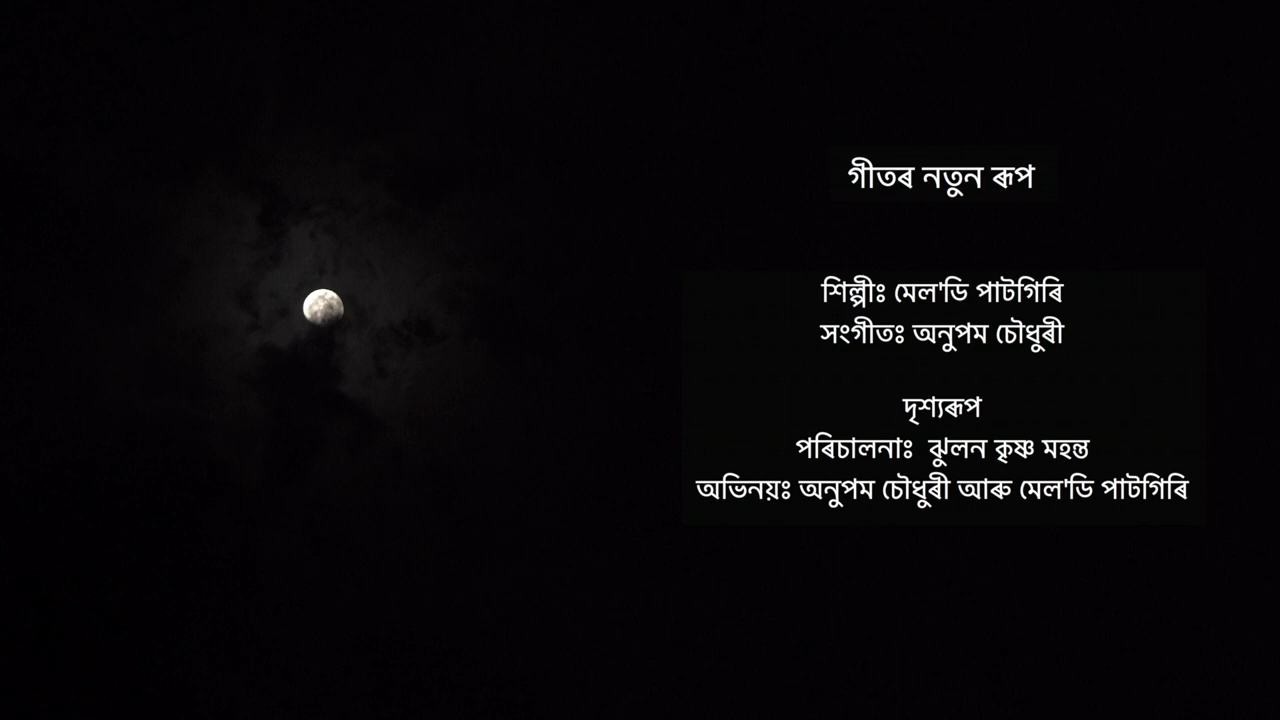 গীতৰ নতুন ৰূপ
শিল্পীঃ মেল'ডি পাটগিৰি
সংগীতঃ অনুপম চৌধুৰী
দৃশ্যৰূপ
পৰিচালনাঃ ঝুলন কৃষ্ণ মহন্ত
অভিনয়ঃ অনুপম চৌধুৰী আৰু মেল'ডি পাটগিৰি